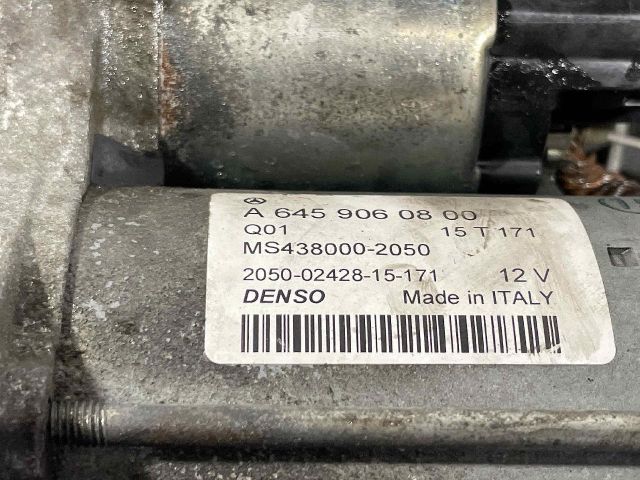 A 645 906 08 00
Q01 15 T 171
MS438000-2050
2050-02428-15-171 12 V
DENSO Made in ITALY